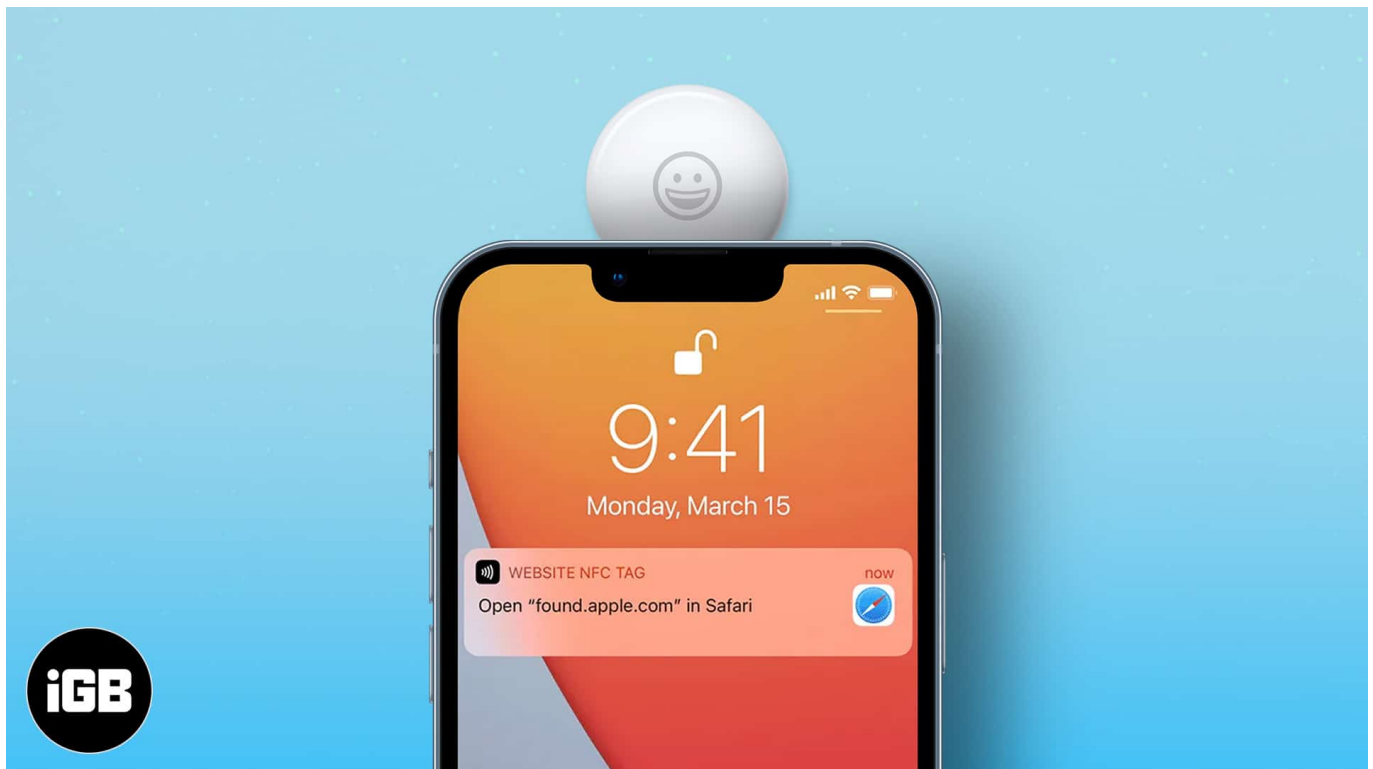 9:41
Monday, March 15
WEBSITE NFC TAG
now
Open “found.apple.com” in Safari
iGB